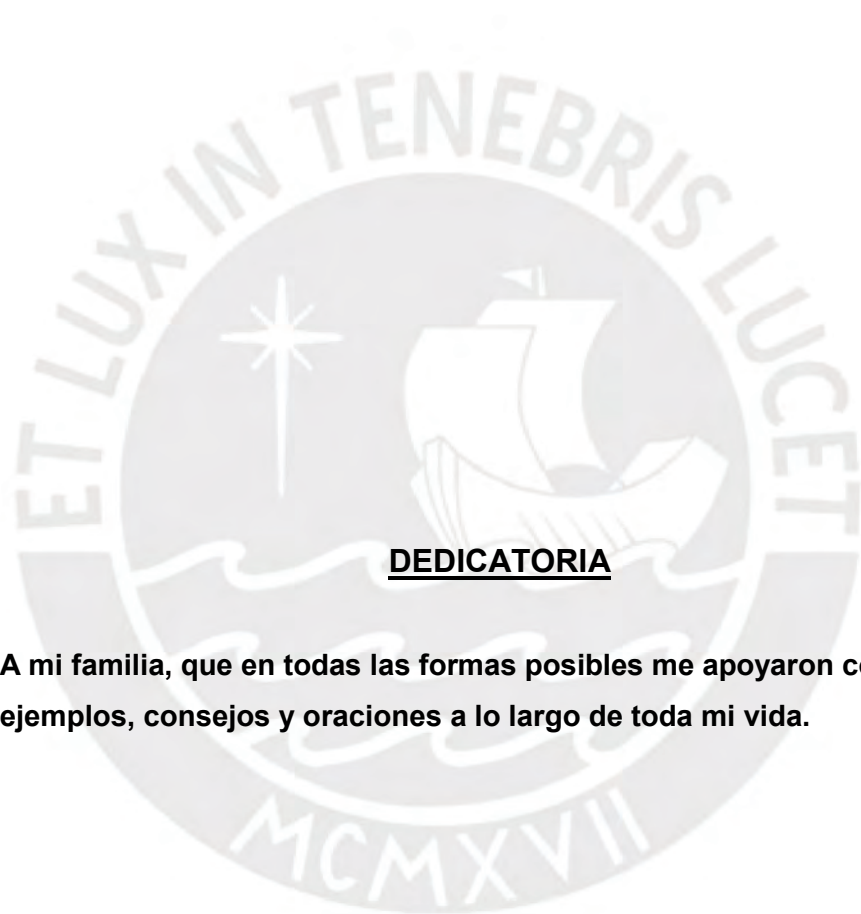 ET LUX IN TENEBRIS LUCET
DEDICATORIA
A mi familia, que en todas las formas posibles me apoyaron
ejemplos, consejos y oraciones a lo largo de toda mi vida.
MCMXVII